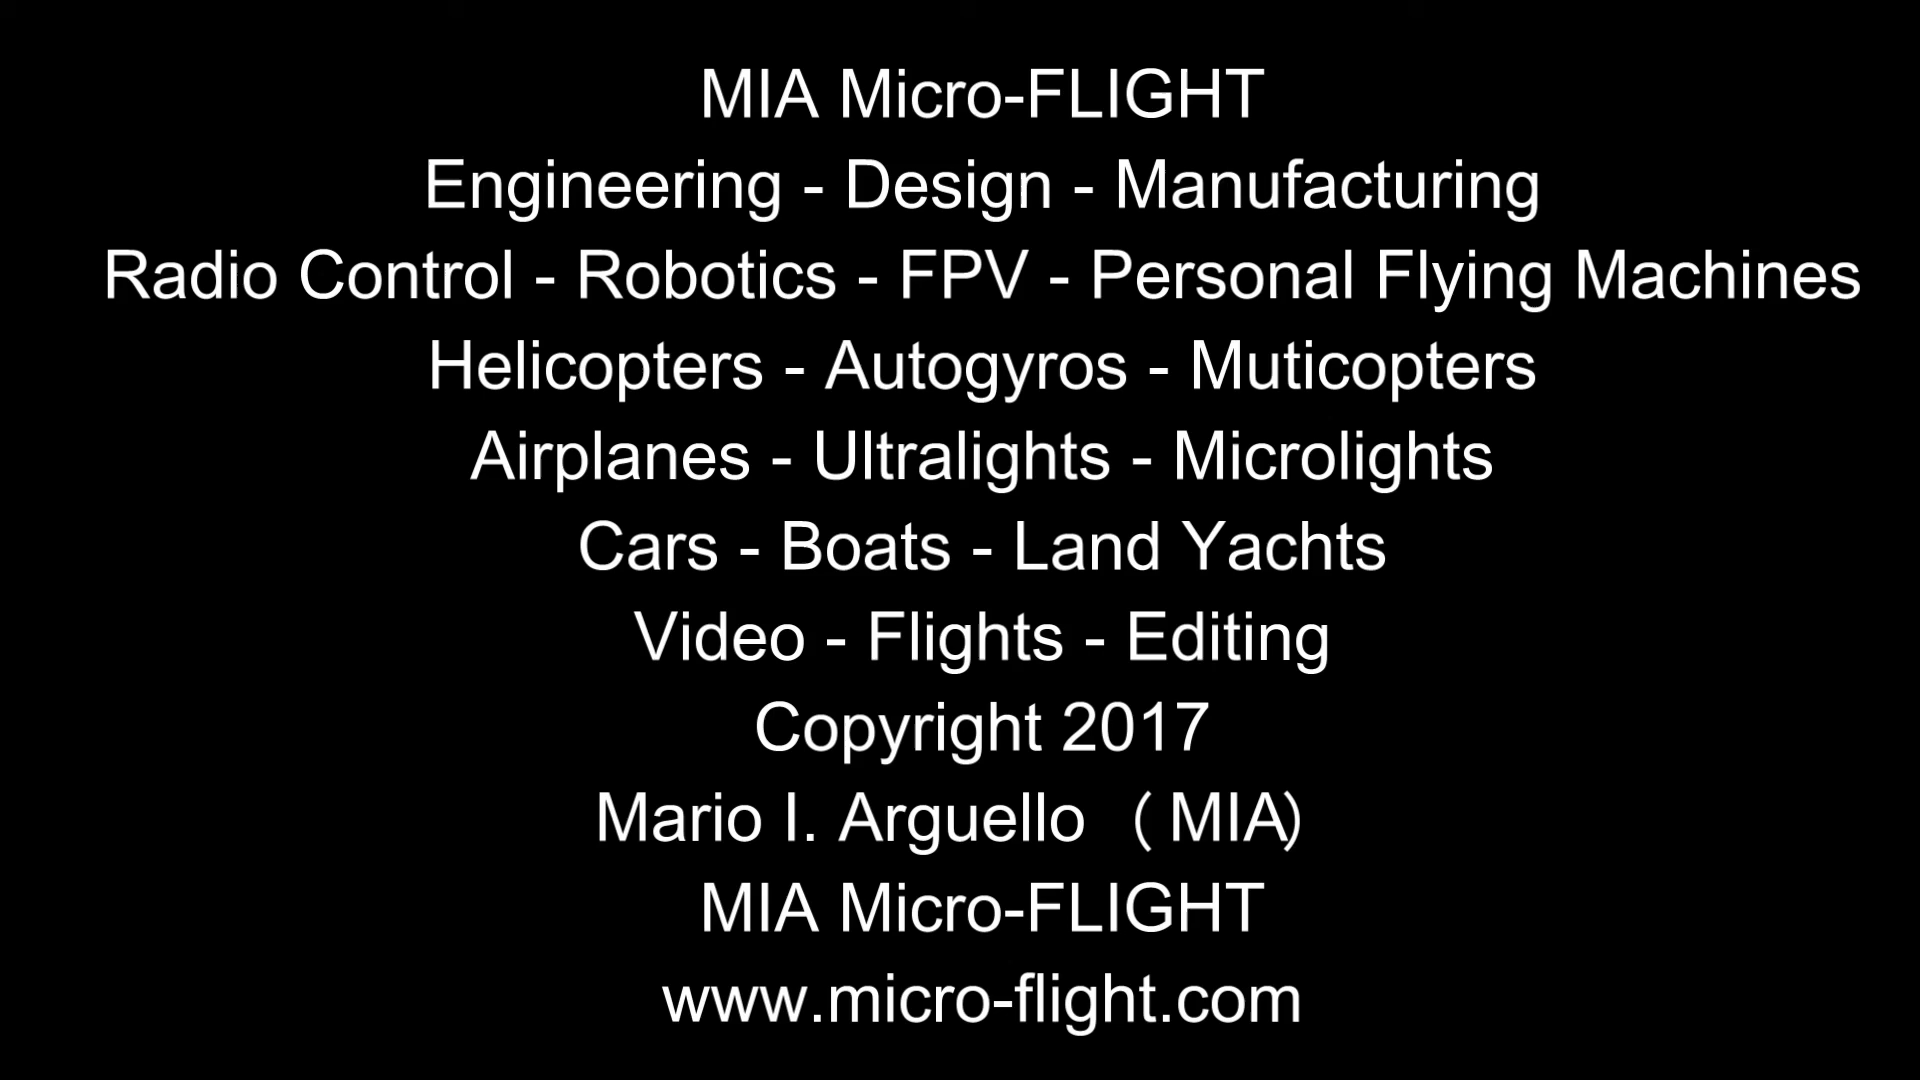 MIA Micro-FLIGHT
Engineering - Design - Manufacturing
Radio Control - Robotics - FPV - Personal Flying Machines
Helicopters - Autogyros - Muticopters
Airplanes - Ultralights - Microlights
Cars - Boats - Land Yachts
Video - Flights - Editing
Copyright 2017
Mario I. Arguello  ( MIA)
MIA Micro-FLIGHT
www.micro-flight.com